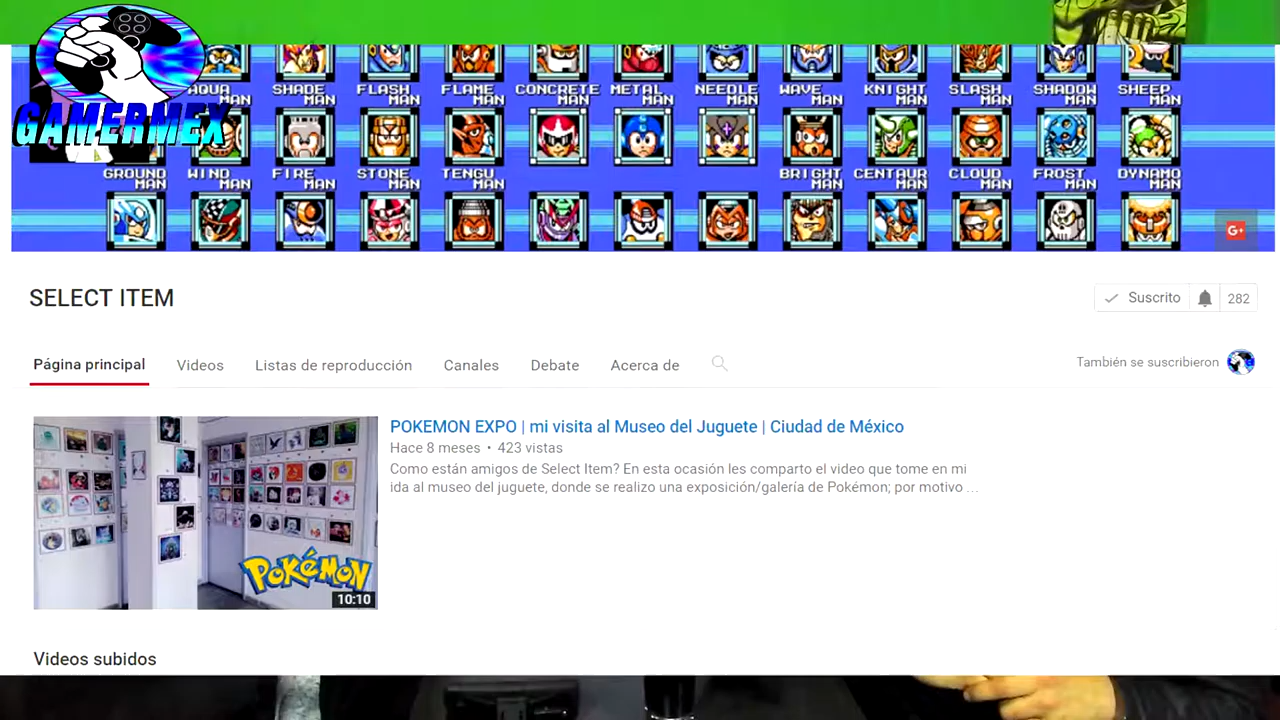 GAMERMEX
AQUA MAN
SHADE MAN
FLASH MAN
FLAME MAN
CONCRETE MAN
METAL MAN
NEEDLE MAN
WAVE MAN
KNIGHT MAN
SLASH MAN
SHADOW MAN
SHEEP MAN
GROUND MAN
WIND MAN
FIRE MAN
STONE MAN
TENGU MAN
BRIGHT MAN
CENTAUR MAN
CLOUD MAN
FROST MAN
DYNAMO MAN
G+
SELECT ITEM
Suscrito 282
Página principal Videos Listas de reproducción Canales Debate Acerca de
También se suscribieron
POKEMON EXPO | mi visita al Museo del Juguete | Ciudad de México
Hace 8 meses • 423 vistas
Como están amigos de Select Item? En esta ocasión les comparto el video que tome en mi
ida al museo del juguete, donde se realizo una exposición/galería de Pokémon; por motivo ...
POKéMON
10:10
Videos subidos